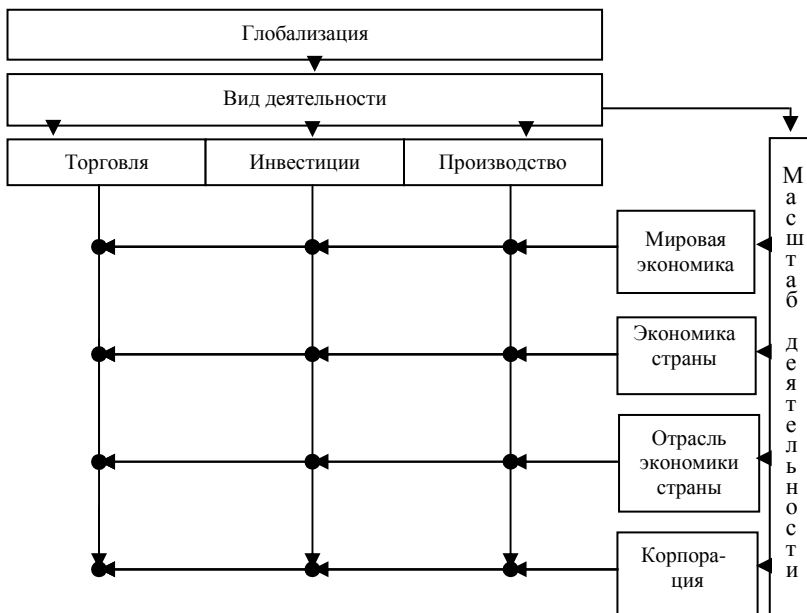 Глобализация
Вид деятельности
Торговля
Инвестиции
Производство
Масштаб деятельности
Мировая
экономика
Экономика
страны
Отрасль
экономики
страны
Корпора-
ция